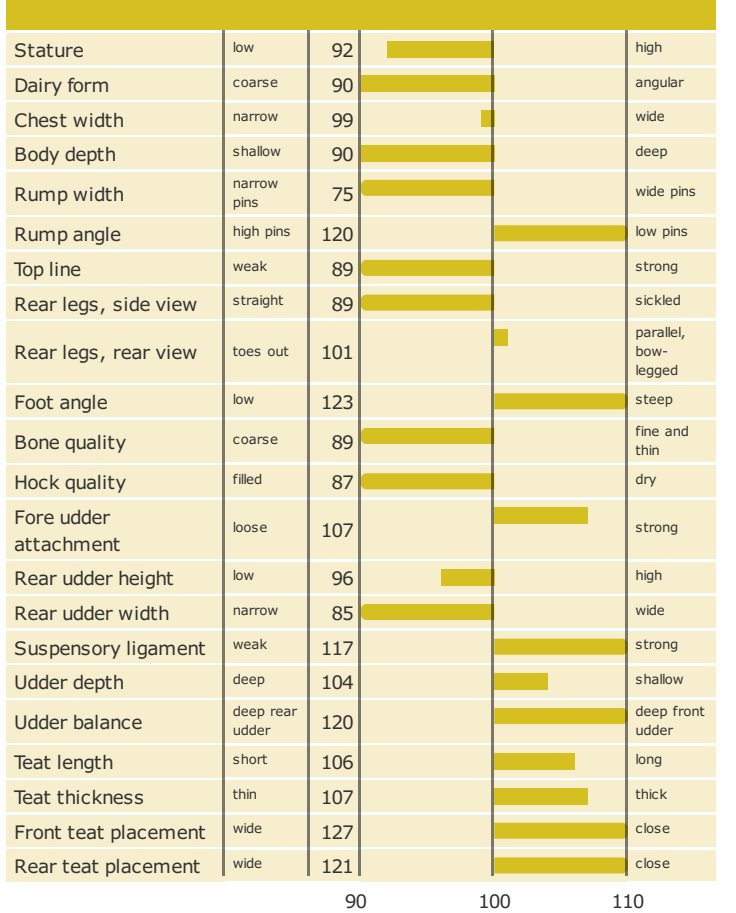 Stature low 92 high
Dairy form coarse 90 angular
Chest width narrow 99 wide
Body depth shallow 90 deep
Rump width narrow pins 75 wide pins
Rump angle high pins 120 low pins
Top line weak 89 strong
Rear legs, side view straight 89 sickled
Rear legs, rear view toes out 101 parallel, bow-legged
Foot angle low 123 steep
Bone quality coarse 89 fine and thin
Hock quality filled 87 dry
Fore udder attachment loose 107 strong
Rear udder height low 96 high
Rear udder width narrow 85 wide
Suspensory ligament weak 117 strong
Udder depth deep 104 shallow
Udder balance deep rear udder 120 deep front udder
Teat length short 106 long
Teat thickness thin 107 thick
Front teat placement wide 127 close
Rear teat placement wide 121 close
90 100 110